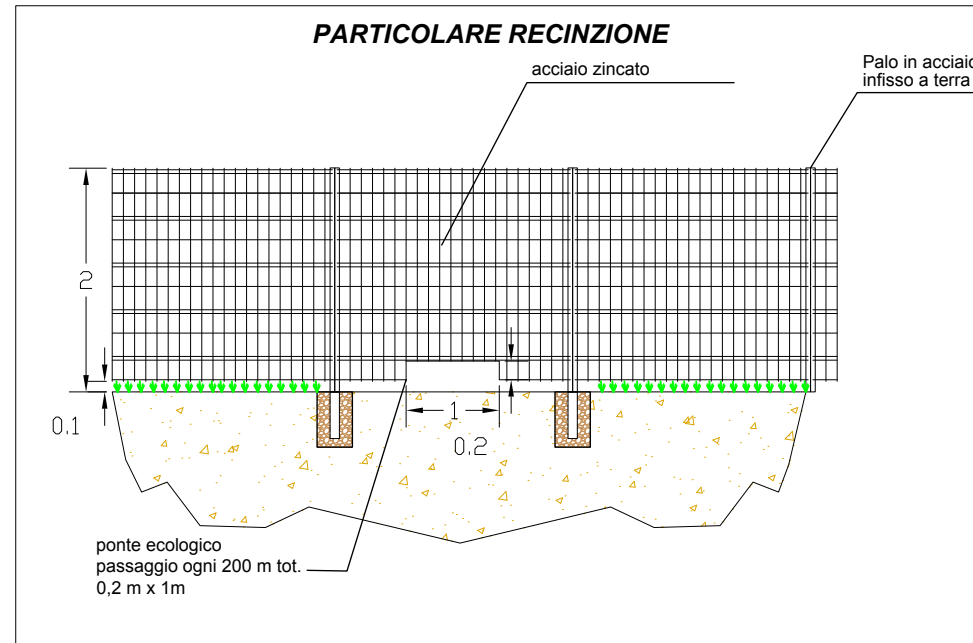 PARTICOLARE RECINZIONE
acciaio zincato
Palo in acciaio
infisso a terra
2
0.1
1
0.2
ponte ecologico
passaggio ogni 200 m tot.
0,2 m x 1m